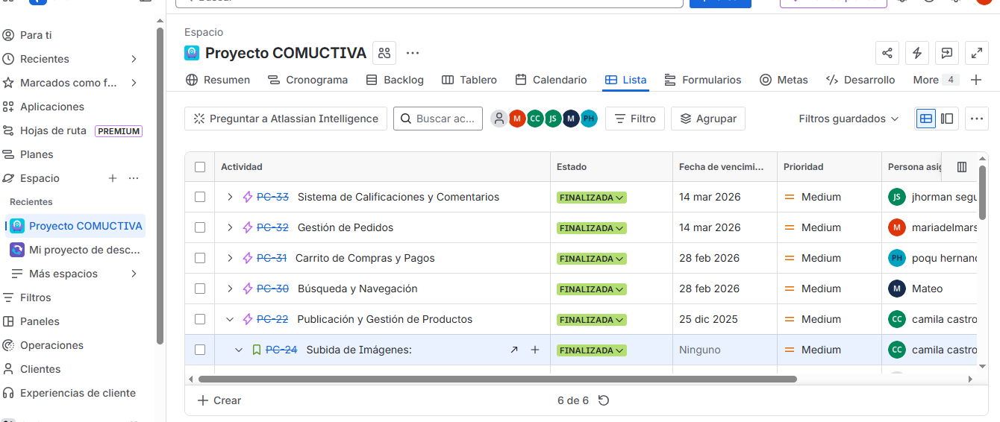 Para ti
Recientes
Marcados como f...
Aplicaciones
Hojas de ruta PREMIUM
Planes
Espacio
Recientes
Proyecto COMUCTIVA
Mi proyecto de desc...
Más espacios
Filtros
Paneles
Operaciones
Clientes
Experiencias de cliente
Espacio
Proyecto COMUCTIVA
Resumen Cronograma Backlog Tablero Calendario Lista Formularios Metas Desarrollo More 4
Preguntar a Atlassian Intelligence Buscar ac... M CC JS M PH Filtro Agrupar Filtros guardados
Actividad Estado Fecha de vencimi... Prioridad Persona asig
PC-33 Sistema de Calificaciones y Comentarios FINALIZADA 14 mar 2026 Medium JS jhorman segu
PC-32 Gestión de Pedidos FINALIZADA 14 mar 2026 Medium M mariadelmars
PC-31 Carrito de Compras y Pagos FINALIZADA 28 feb 2026 Medium PH poqu hernand
PC-30 Búsqueda y Navegación FINALIZADA 28 feb 2026 Medium M Mateo
PC-22 Publicación y Gestión de Productos FINALIZADA 25 dic 2025 Medium CC camila castro
PC-24 Subida de Imágenes: FINALIZADA Ninguno Medium CC camila castro
Crear 6 de 6